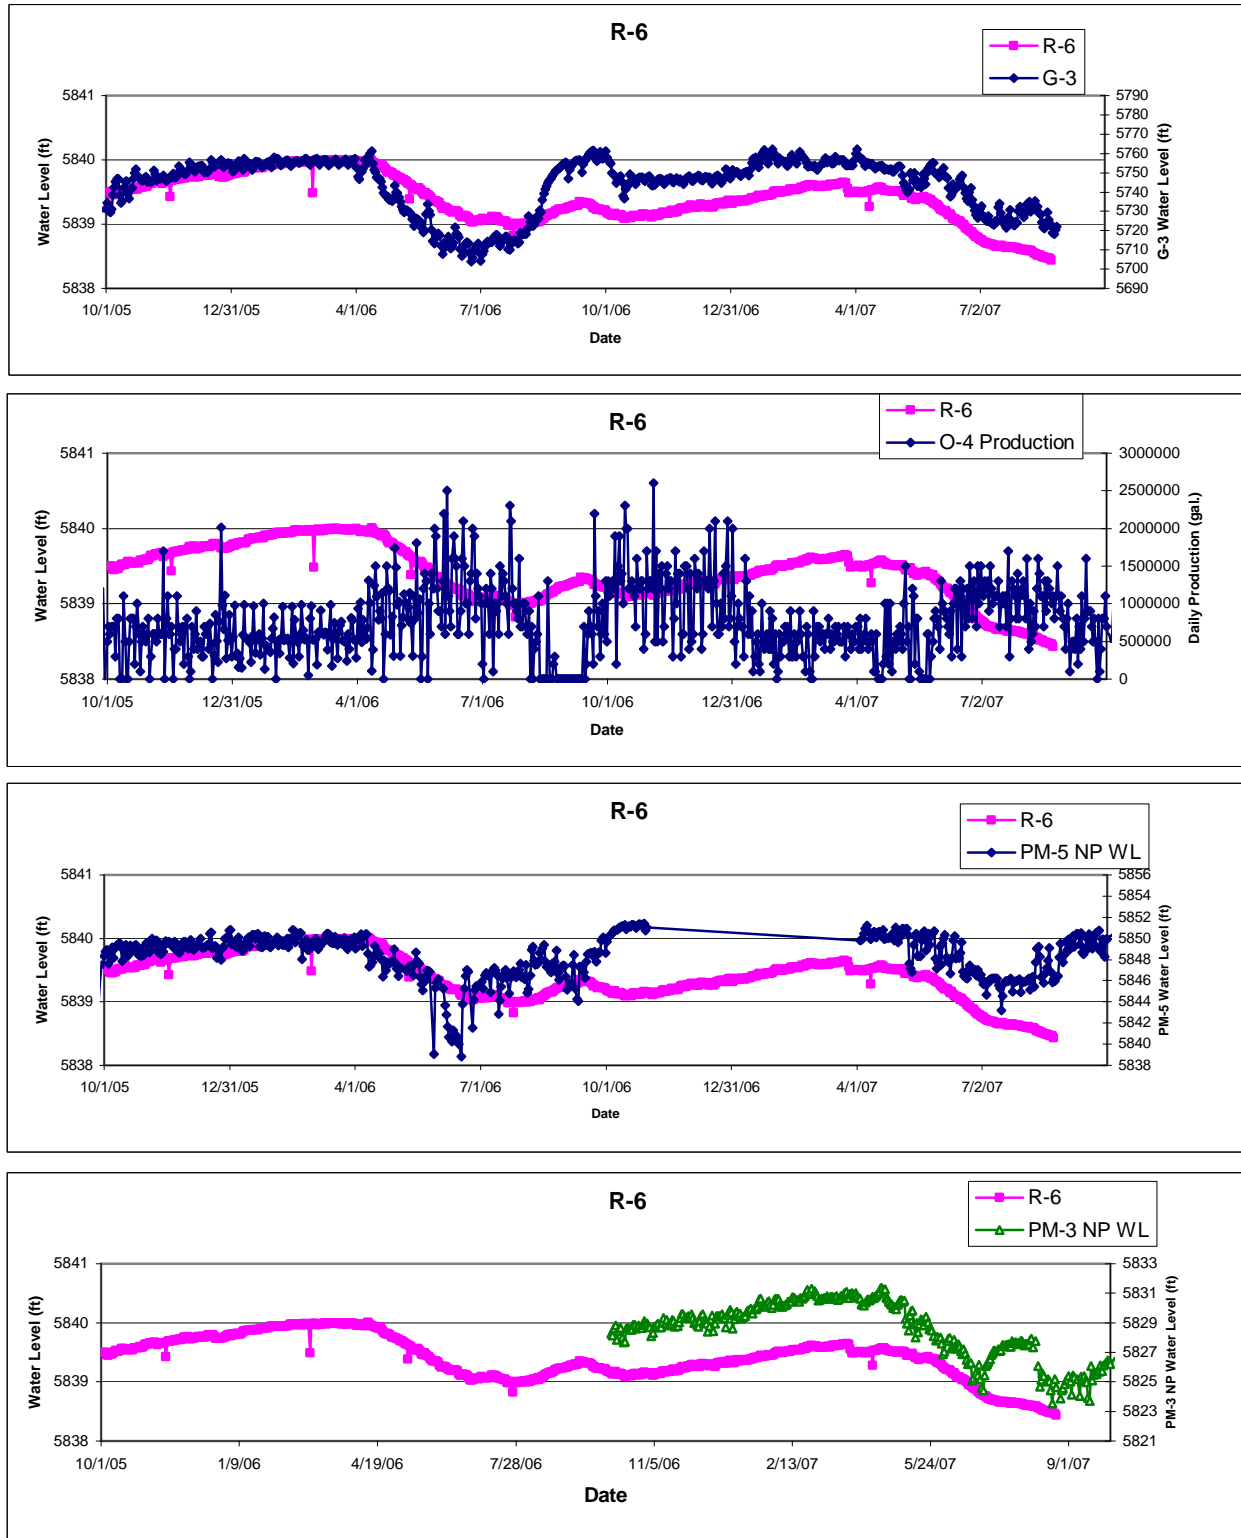 R-6
R-6
G-3
5841
5840
5839
5838
5790
5780
5770
5760
5750
5740
5730
5720
5710
5700
5690
Water Level (ft)
G-3 Water Level (ft)
10/1/05 12/31/05 4/1/06 7/1/06 10/1/06 12/31/06 4/1/07 7/2/07
Date
R-6
R-6
O-4 Production
5841
5840
5839
5838
3000000
2500000
2000000
1500000
1000000
500000
0
Water Level (ft)
Daily Production (gal.)
10/1/05 12/31/05 4/1/06 7/1/06 10/1/06 12/31/06 4/1/07 7/2/07
Date
R-6
R-6
PM-5 NP WL
5841
5840
5839
5838
5856
5854
5852
5850
5848
5846
5844
5842
5840
5838
Water Level (ft)
PM-5 Water Level (ft)
10/1/05 12/31/05 4/1/06 7/1/06 10/1/06 12/31/06 4/1/07 7/2/07
Date
R-6
R-6
PM-3 NP WL
5841
5840
5839
5838
5833
5831
5829
5827
5825
5823
5821
Water Level (ft)
PM-3 NP Water Level (ft)
10/1/05 1/9/06 4/19/06 7/28/06 11/5/06 2/13/07 5/24/07 9/1/07
Date